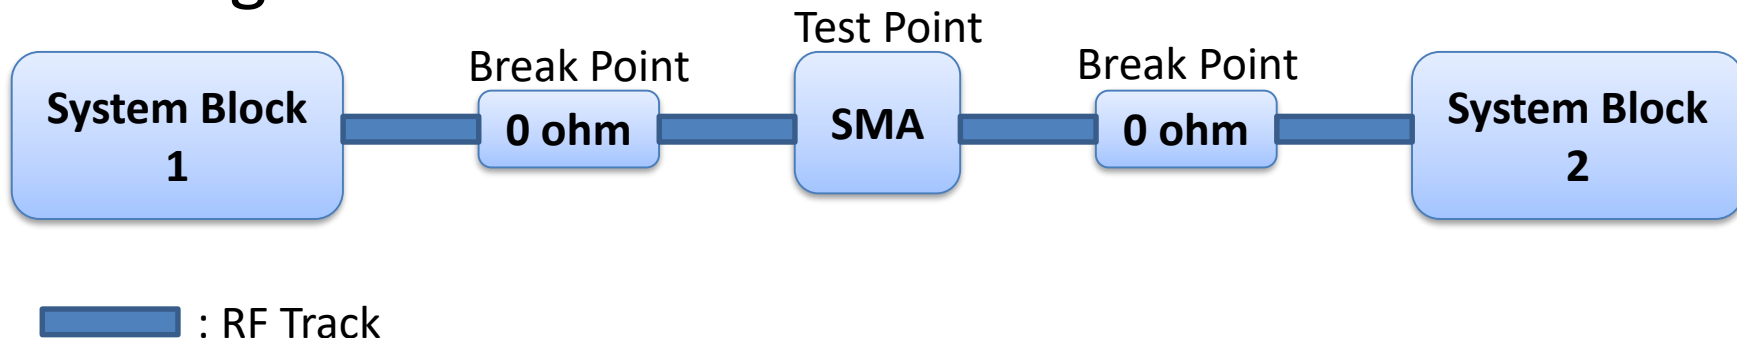 Test Point
Break Point
Break Point
System Block
1
0 ohm
SMA
0 ohm
System Block
2
: RF Track